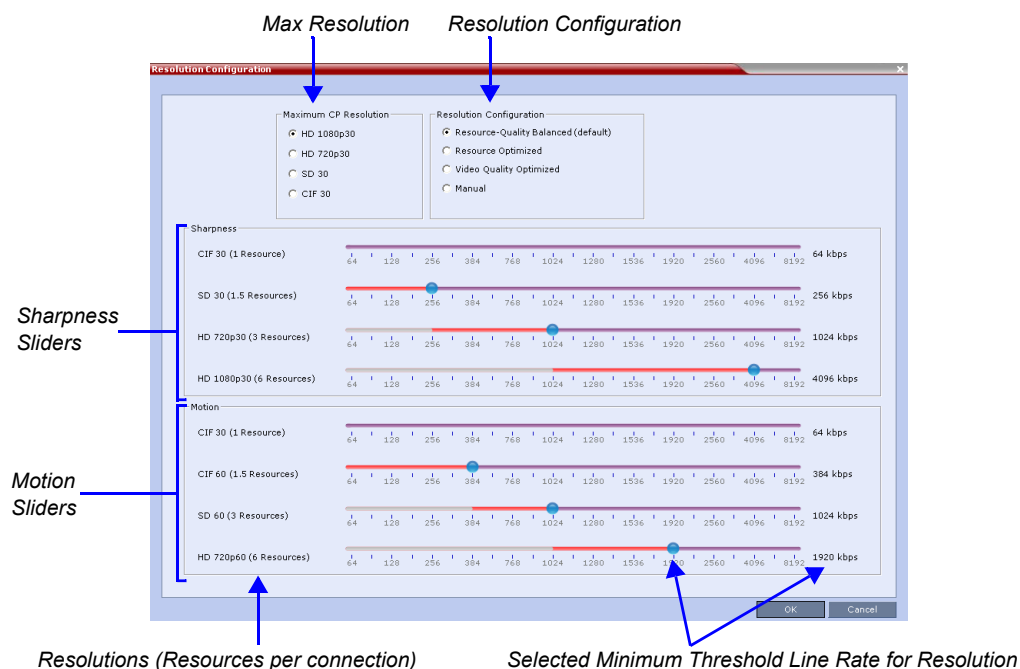 Max Resolution Resolution Configuration
Resolution Configuration
Maximum CP Resolution
HD 1080p30
HD 720p30
SD 30
CIF 30
Resolution Configuration
Resource-Quality Balanced (default)
Resource Optimized
Video Quality Optimized
Manual
Sharpness Sliders
Sharpness
CIF 30 (1 Resource) 64 kbps
64 128 256 384 768 1024 1280 1536 1920 2560 4096 8192
SD 30 (1.5 Resources) 256 kbps
64 128 256 384 768 1024 1280 1536 1920 2560 4096 8192
HD 720p30 (3 Resources) 1024 kbps
64 128 256 384 768 1024 1280 1536 1920 2560 4096 8192
HD 1080p30 (6 Resources) 4096 kbps
64 128 256 384 768 1024 1280 1536 1920 2560 4096 8192
Motion Sliders
Motion
CIF 30 (1 Resource) 64 kbps
64 128 256 384 768 1024 1280 1536 1920 2560 4096 8192
CIF 60 (1.5 Resources) 384 kbps
64 128 256 384 768 1024 1280 1536 1920 2560 4096 8192
SD 60 (3 Resources) 1024 kbps
64 128 256 384 768 1024 1280 1536 1920 2560 4096 8192
HD 720p60 (6 Resources) 1920 kbps
64 128 256 384 768 1024 1280 1536 1920 2560 4096 8192
OK Cancel
Resolutions (Resources per connection) Selected Minimum Threshold Line Rate for Resolution